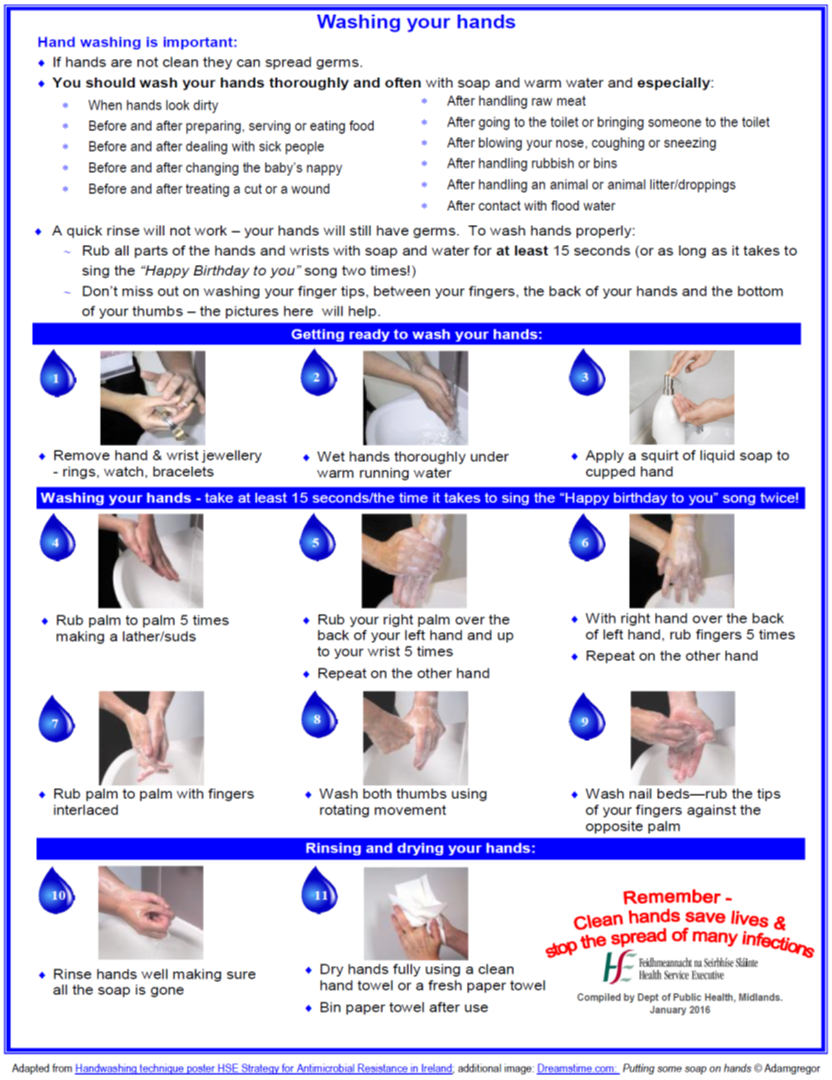 Washing your hands
Hand washing is important:
♦ If hands are not clean they can spread germs.
♦ You should wash your hands thoroughly and often with soap and warm water and especially:
* When hands look dirty
* Before and after preparing, serving or eating food
* Before and after dealing with sick people
* Before and after changing the baby's nappy
* Before and after treating a cut or a wound
* After handling raw meat
* After going to the toilet or bringing someone to the toilet
* After blowing your nose, coughing or sneezing
* After handling rubbish or bins
* After handling an animal or animal litter/droppings
* After contact with flood water
♦ A quick rinse will not work – your hands will still have germs. To wash hands properly:
~ Rub all parts of the hands and wrists with soap and water for at least 15 seconds (or as long as it takes to
sing the "Happy Birthday to you" song two times!)
~ Don't miss out on washing your finger tips, between your fingers, the back of your hands and the bottom
of your thumbs – the pictures here will help.
Getting ready to wash your hands:
1
♦ Remove hand & wrist jewellery
- rings, watch, bracelets
2
♦ Wet hands thoroughly under
warm running water
3
♦ Apply a squirt of liquid soap to
cupped hand
Washing your hands - take at least 15 seconds/the time it takes to sing the "Happy birthday to you" song twice!
4
♦ Rub palm to palm 5 times
making a lather/suds
5
♦ Rub your right palm over the
back of your left hand and up
to your wrist 5 times
♦ Repeat on the other hand
6
♦ With right hand over the back
of left hand, rub fingers 5 times
♦ Repeat on the other hand
7
♦ Rub palm to palm with fingers
interlaced
8
♦ Wash both thumbs using
rotating movement
9
♦ Wash nail beds—rub the tips
of your fingers against the
opposite palm
Rinsing and drying your hands:
10
♦ Rinse hands well making sure
all the soap is gone
11
♦ Dry hands fully using a clean
hand towel or a fresh paper towel
♦ Bin paper towel after use
Remember -
Clean hands save lives &
stop the spread of many infections
Feidhmeannacht na Seirbhíse Sláinte
Health Service Executive
Compiled by Dept of Public Health, Midlands.
January 2016
Adapted from Handwashing technique poster HSE Strategy for Antimicrobial Resistance in Ireland; additional image: Dreamstime.com: Putting some soap on hands © Adamgregor